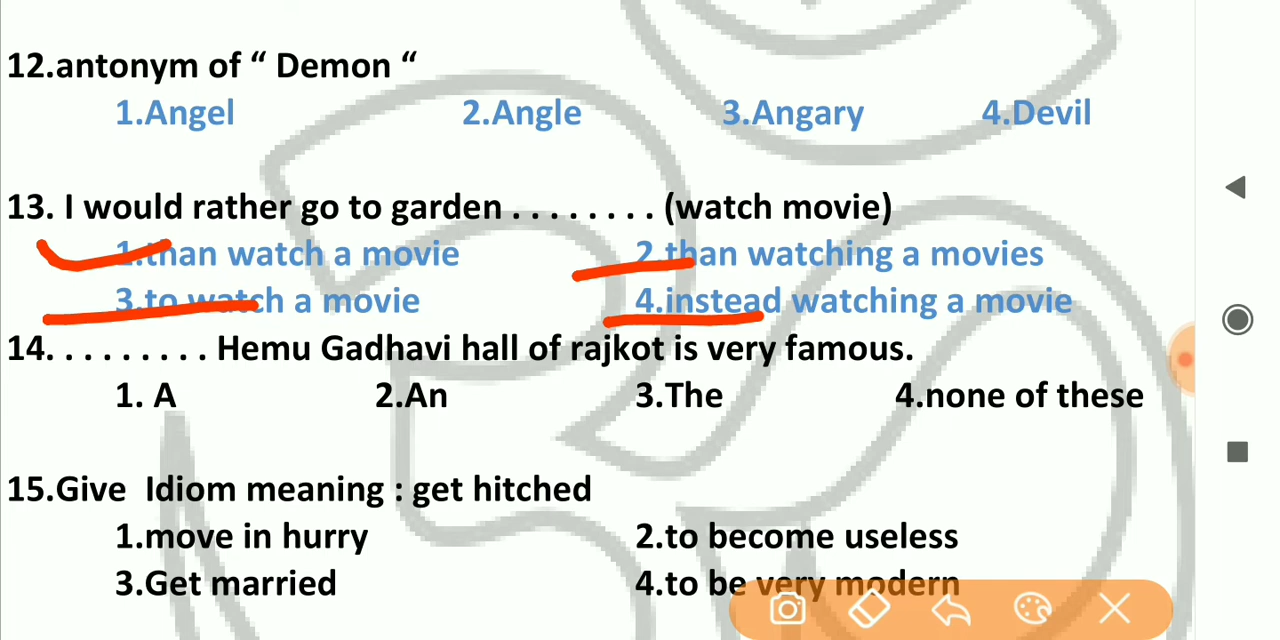 12.antonym of “ Demon “
1.Angel 2.Angle 3.Angary 4.Devil
13. I would rather go to garden . . . . . . . . (watch movie)
1.than watch a movie 2.than watching a movies
3.to watch a movie 4.instead watching a movie
14. . . . . . . . . . Hemu Gadhavi hall of rajkot is very famous.
1. A 2.An 3.The 4.none of these
15.Give Idiom meaning : get hitched
1.move in hurry 2.to become useless
3.Get married 4.to be very modern